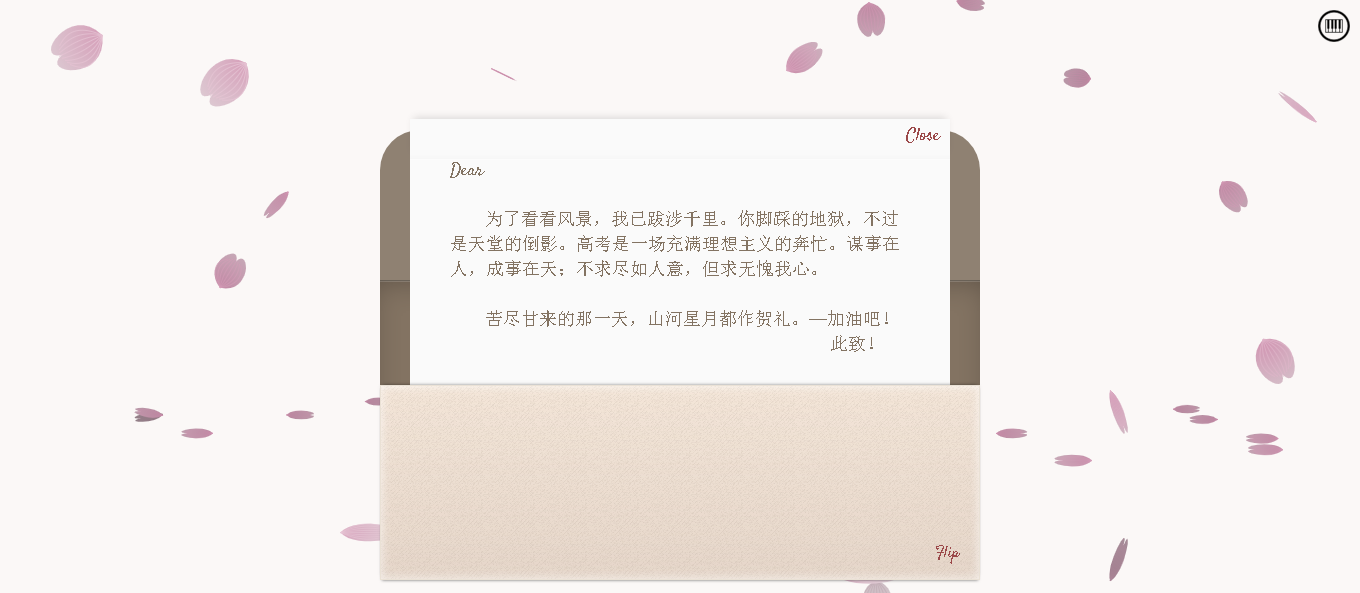 Close
Dear
为了看看风景，我已跋涉千里。你脚踩的地狱，不过
是天堂的倒影。高考是一场充满理想主义的奔忙。谋事在
人，成事在天；不求尽如人意，但求无愧我心。
苦尽甘来的那一天，山河星月都作贺礼。—加油吧！
此致！
Flip